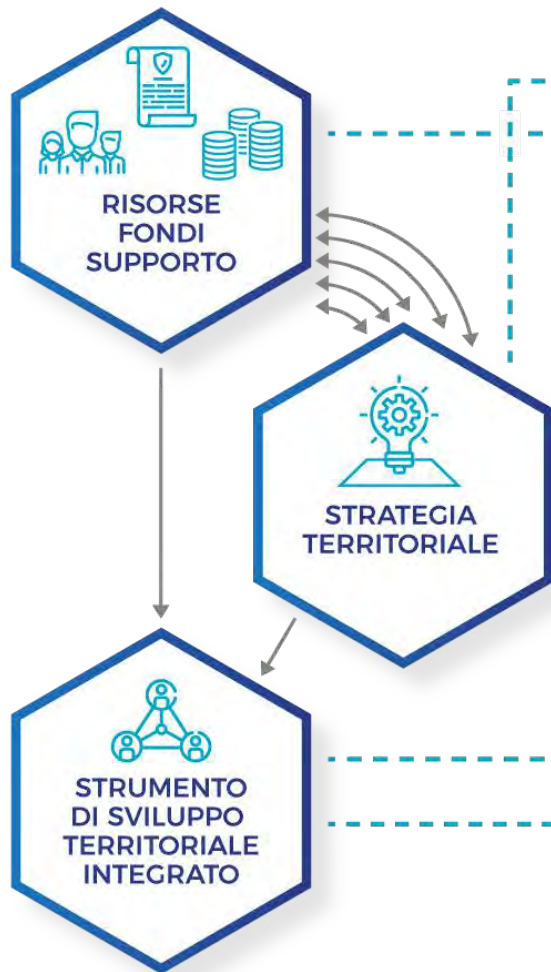 RISORSE
FONDI
SUPPORTO
STRATEGIA
TERRITORIALE
STRUMENTO
DI SVILUPPO
TERRITORIALE
INTEGRATO